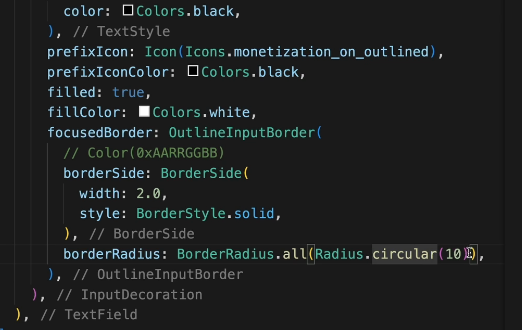 color: Colors.black,
), // TextStyle
prefixIcon: Icon(Icons.monetization_on_outlined),
prefixIconColor: Colors.black,
filled: true,
fillColor: Colors.white,
focusedBorder: OutlineInputBorder(
// Color(0xAARRGGBB)
borderSide: BorderSide(
width: 2.0,
style: BorderStyle.solid,
), // BorderSide
borderRadius: BorderRadius.all(Radius.circular(10)),
), // OutlineInputBorder
), // InputDecoration
), // TextField